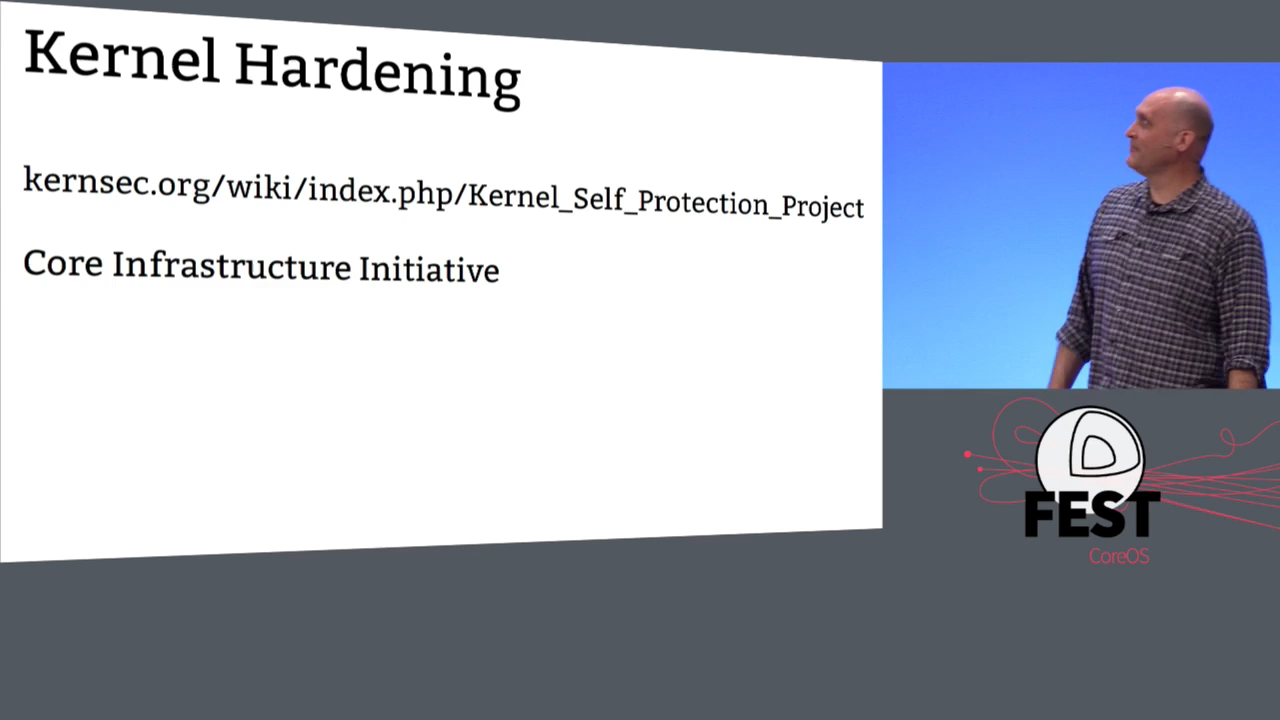 Kernel Hardening
kernsec.org/wiki/index.php/Kernel_Self_Protection_Project
Core Infrastructure Initiative
FEST
CoreOS